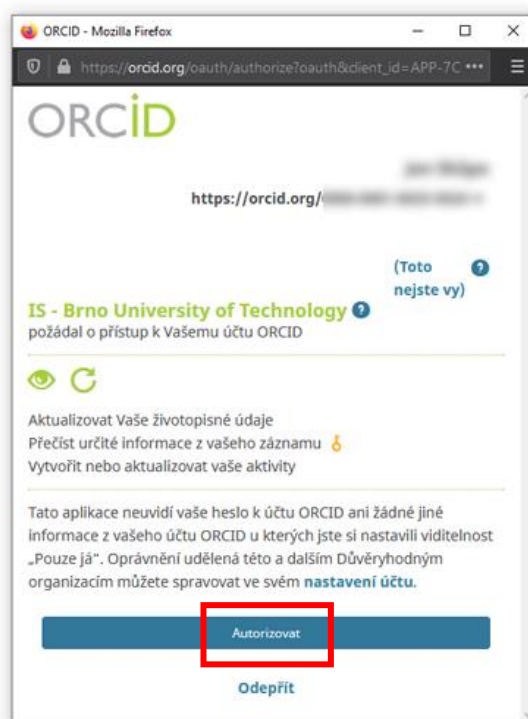 ORCID - Mozilla Firefox
https://orcid.org/oauth/authorize?oauth&client_id=APP-7C
ORCiD
https://orcid.org/
(Toto
nejste vy)
IS - Brno University of Technology
požádal o přístup k Vašemu účtu ORCID
Aktualizovat Vaše životopisné údaje
Přečíst určité informace z vašeho záznamu
Vytvořit nebo aktualizovat vaše aktivity
Tato aplikace neuvidí vaše heslo k účtu ORCID ani žádné jiné
informace z vašeho účtu ORCID u kterých jste si nastavili viditelnost
„Pouze já“. Oprávnění udělená této a dalším Důvěryhodným
organizacím můžete spravovat ve svém nastavení účtu.
Autorizovat
Odepřít